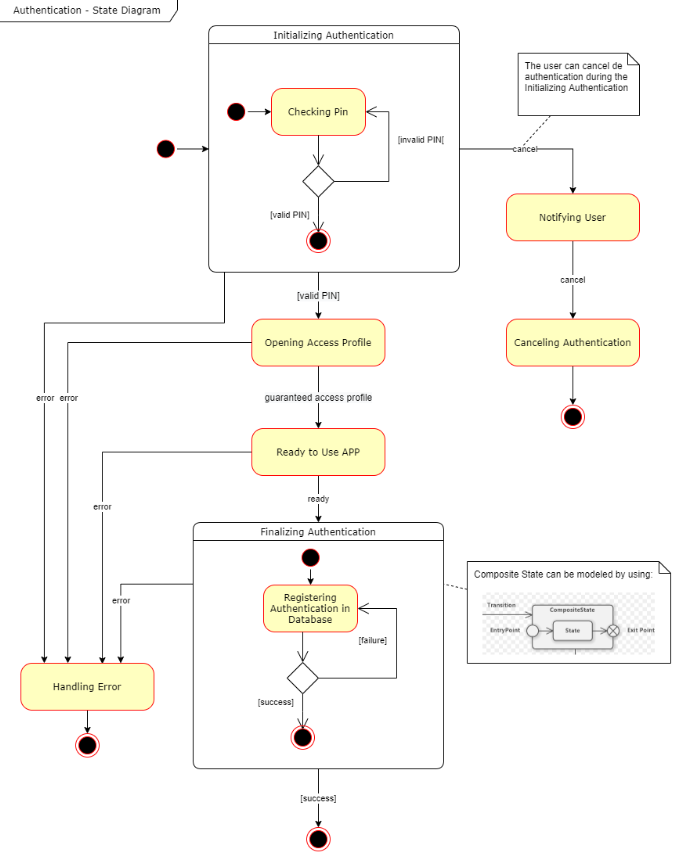 Authentication - State Diagram
Initializing Authentication
The user can cancel de
authentication during the
Initializing Authentication
Checking Pin
[invalid PIN[
cancel
[valid PIN]
Notifying User
cancel
[valid PIN]
Opening Access Profile
Canceling Authentication
error
error
guaranteed access profile
Ready to Use APP
ready
error
Finalizing Authentication
Composite State can be modeled by using:
Transition
CompositeState
EntryPoint
State
Exit Point
error
Registering
Authentication in
Database
[failure]
[success]
Handling Error
[success]